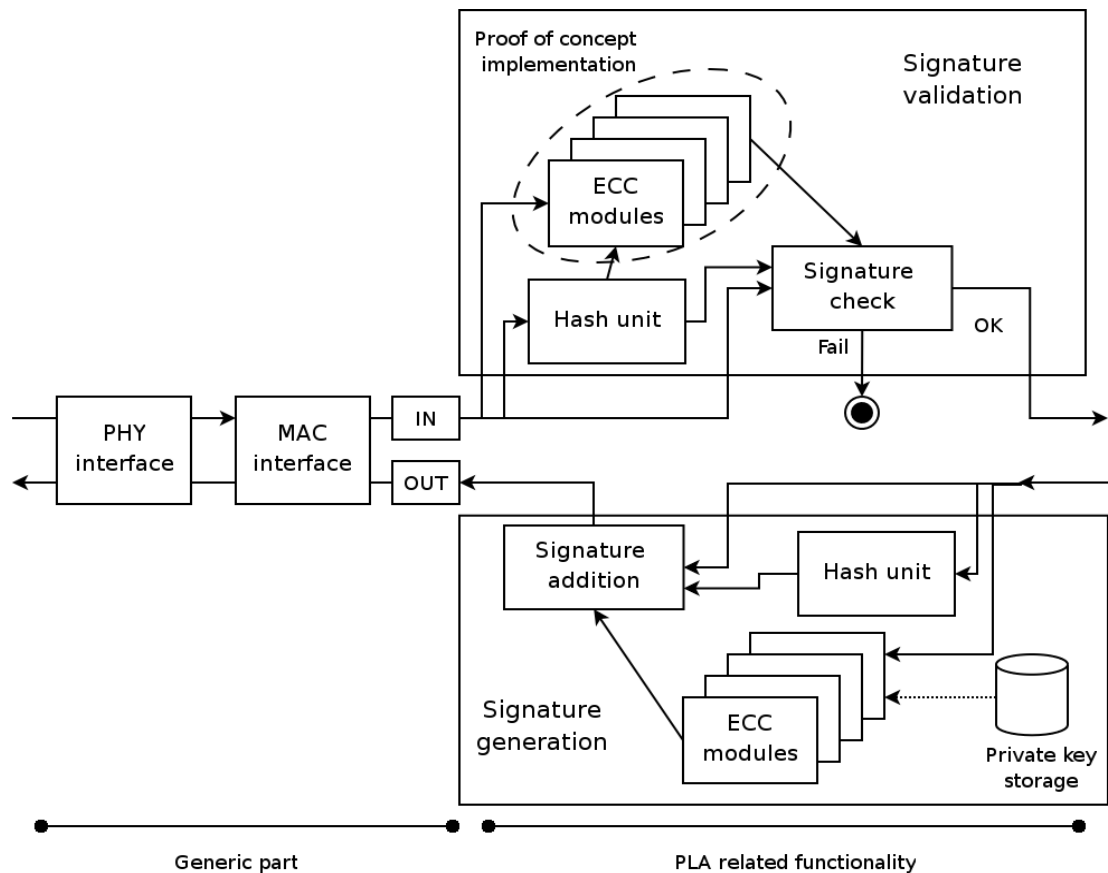 Proof of concept
implementation
Signature
validation
ECC
modules
Signature
check
Hash unit
OK
Fail
PHY
interface
MAC
interface
IN
OUT
Signature
addition
Hash unit
Signature
generation
ECC
modules
Private key
storage
Generic part
PLA related functionality